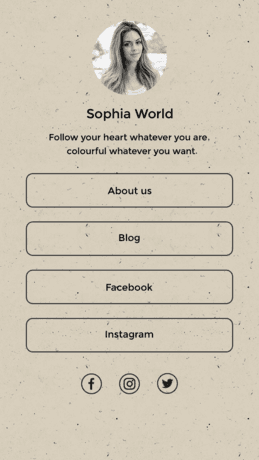 Sophia World
Follow your heart whatever you are.
colourful whatever you want.
About us
Blog
Facebook
Instagram